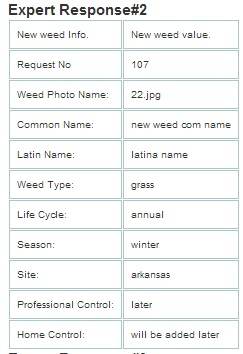 Expert Response#2
New weed Info. New weed value.
Request No 107
Weed Photo Name: 22.jpg
Common Name: new weed com name
Latin Name: latina name
Weed Type: grass
Life Cycle: annual
Season: winter
Site: arkansas
Professional Control: later
Home Control: will be added later